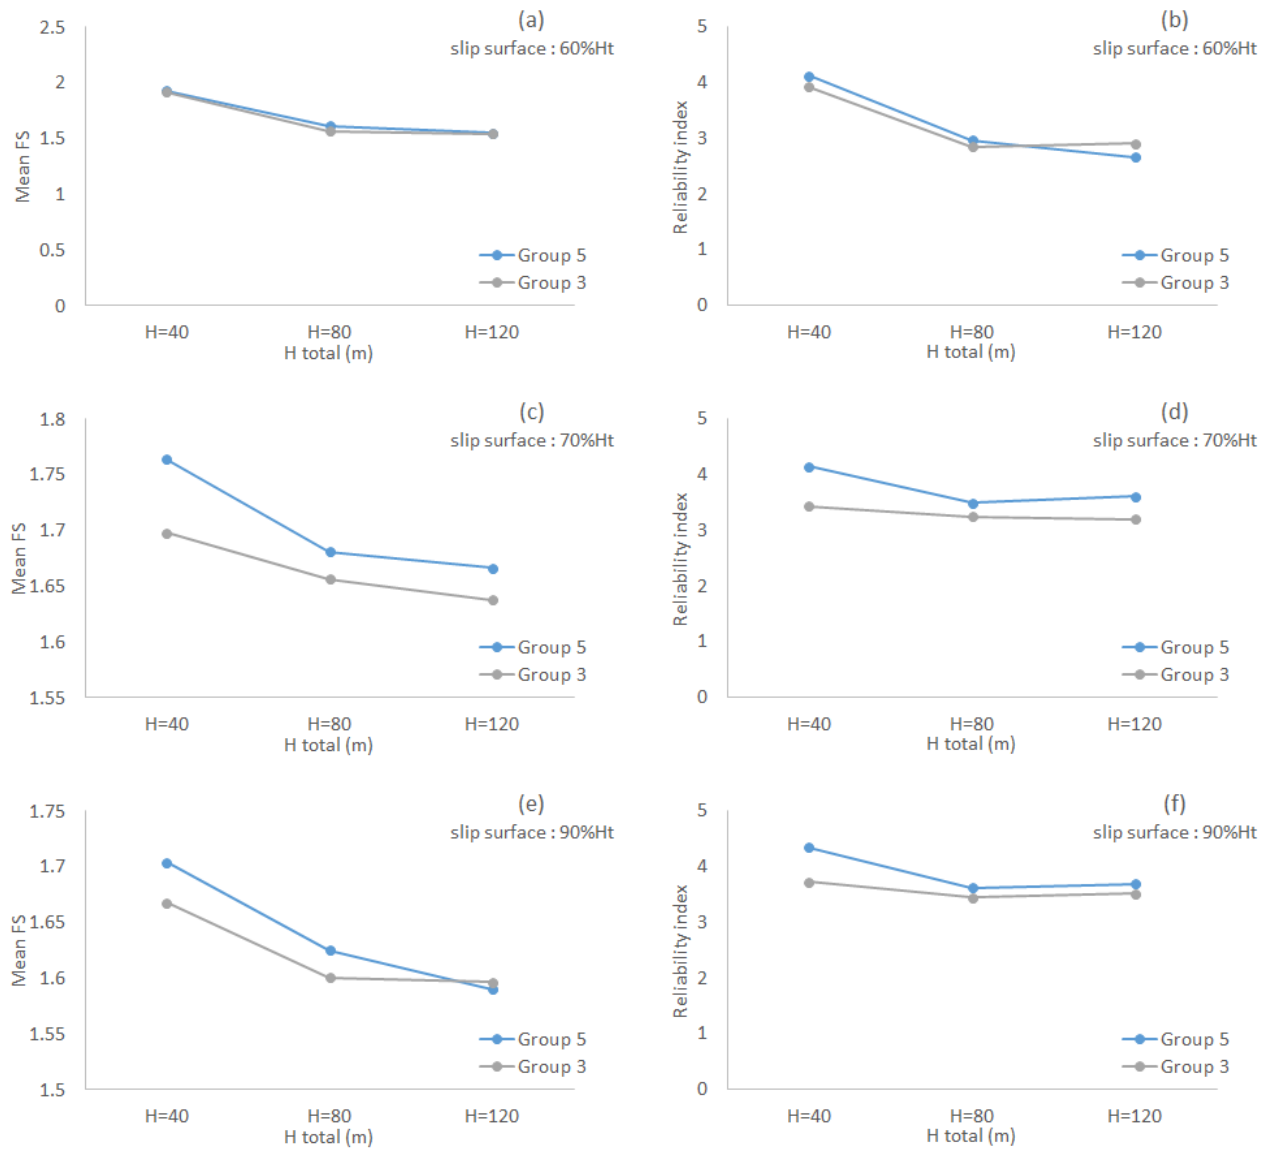 (a)
slip surface : 60%Ht
2.5
2
1.5
1
0.5
0
Mean FS
Group 5
Group 3
H=40
H=80
H=120
H total (m)
(b)
slip surface : 60%Ht
5
4
3
2
1
0
Reliability index
Group 5
Group 3
H=40
H=80
H=120
H total (m)
(c)
slip surface : 70%Ht
1.8
1.75
1.7
1.65
1.6
1.55
Mean FS
Group 5
Group 3
H=40
H=80
H=120
H total (m)
(d)
slip surface : 70%Ht
5
4
3
2
1
0
Reliability index
Group 5
Group 3
H=40
H=80
H=120
H total (m)
(e)
slip surface : 90%Ht
1.75
1.7
1.65
1.6
1.55
1.5
Mean FS
Group 5
Group 3
H=40
H=80
H=120
H total (m)
(f)
slip surface : 90%Ht
5
4
3
2
1
0
Reliability index
Group 5
Group 3
H=40
H=80
H=120
H total (m)